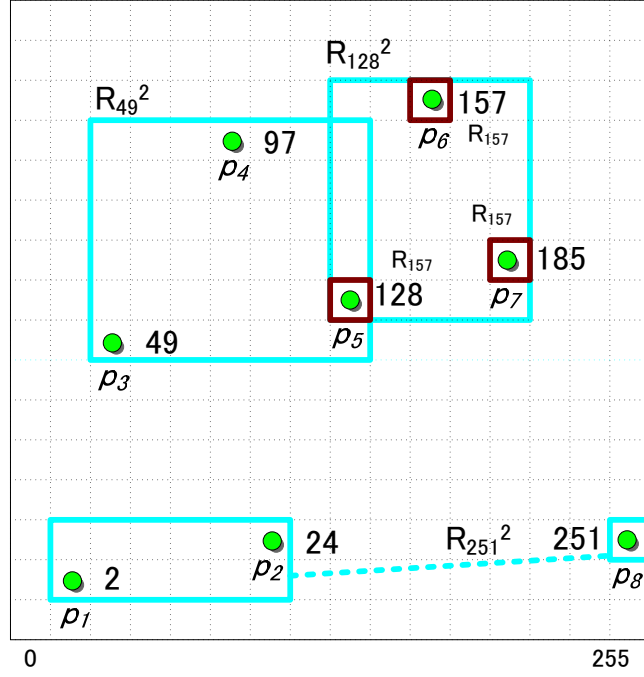 R₁₂₈²
R₄₉²
157
p₆
R₁₅₇
97
p₄
R₁₅₇
185
p₇
R₁₅₇
128
p₅
49
p₃
R₂₅₁²
251
24
p₂
p₈
2
p₁
0
255